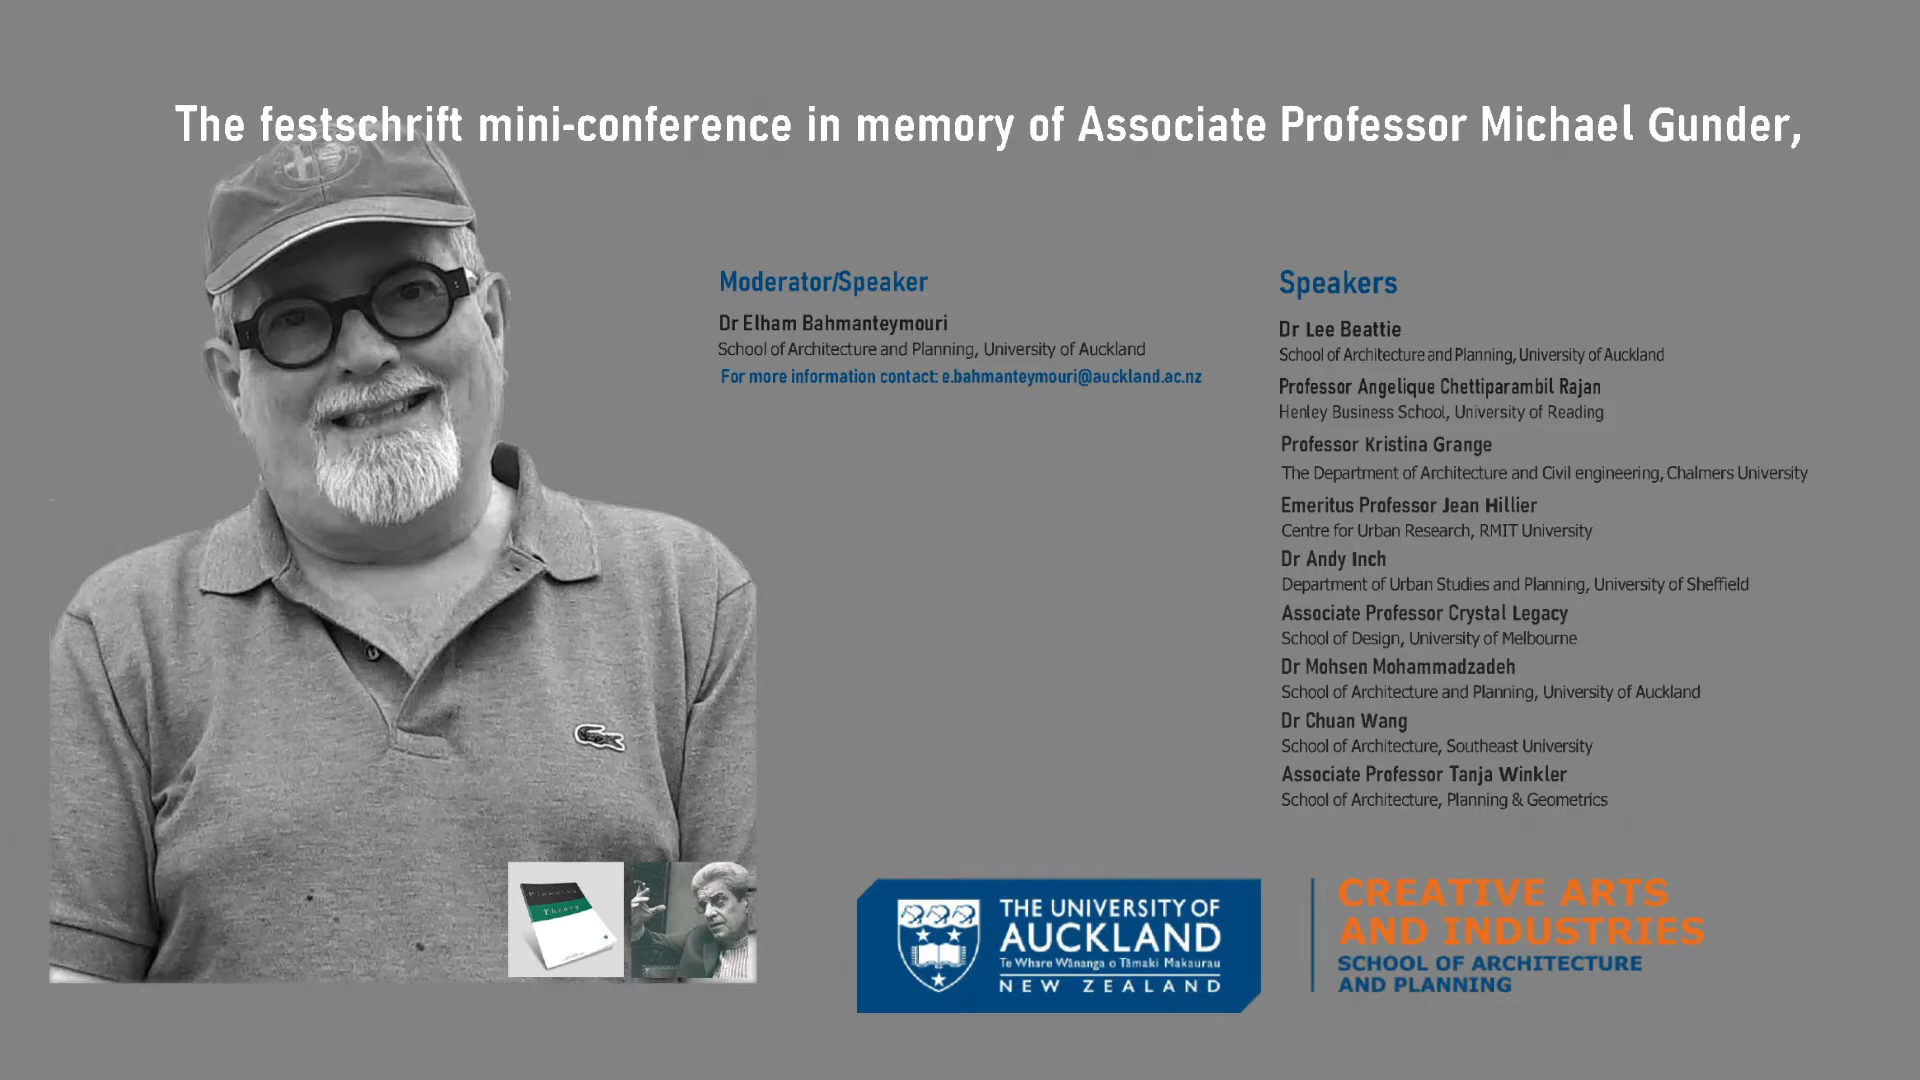 The festschrift mini-conference in memory of Associate Professor Michael Gunder,
Moderator/Speaker
Dr Elham Bahmanteymouri
School of Architecture and Planning, University of Auckland
For more information contact: e.bahmanteymouri@auckland.ac.nz
Speakers
Dr Lee Beattie
School of Architecture and Planning, University of Auckland
Professor Angelique Chettiparambil Rajan
Henley Business School, University of Reading
Professor Kristina Grange
The Department of Architecture and Civil engineering, Chalmers University
Emeritus Professor Jean Hillier
Centre for Urban Research, RMIT University
Dr Andy Inch
Department of Urban Studies and Planning, University of Sheffield
Associate Professor Crystal Legacy
School of Design, University of Melbourne
Dr Mohsen Mohammadzadeh
School of Architecture and Planning, University of Auckland
Dr Chuan Wang
School of Architecture, Southeast University
Associate Professor Tanja Winkler
School of Architecture, Planning & Geometrics
Planning
Theory
THE UNIVERSITY OF
AUCKLAND
Te Whare Wānanga o Tāmaki Makaurau
NEW ZEALAND
CREATIVE ARTS
AND INDUSTRIES
SCHOOL OF ARCHITECTURE
AND PLANNING